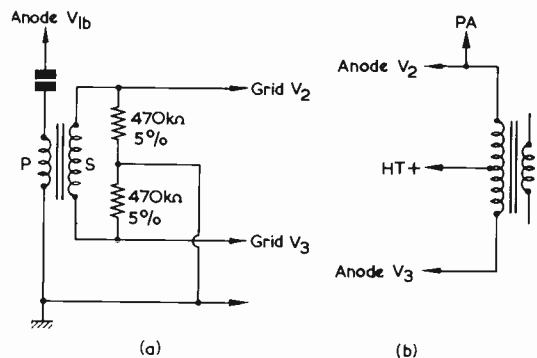 Anode V1b
Grid V2
470kΩ
5%
P
S
470kΩ
5%
Grid V3
(a)
PA
Anode V2
HT+
Anode V3
(b)